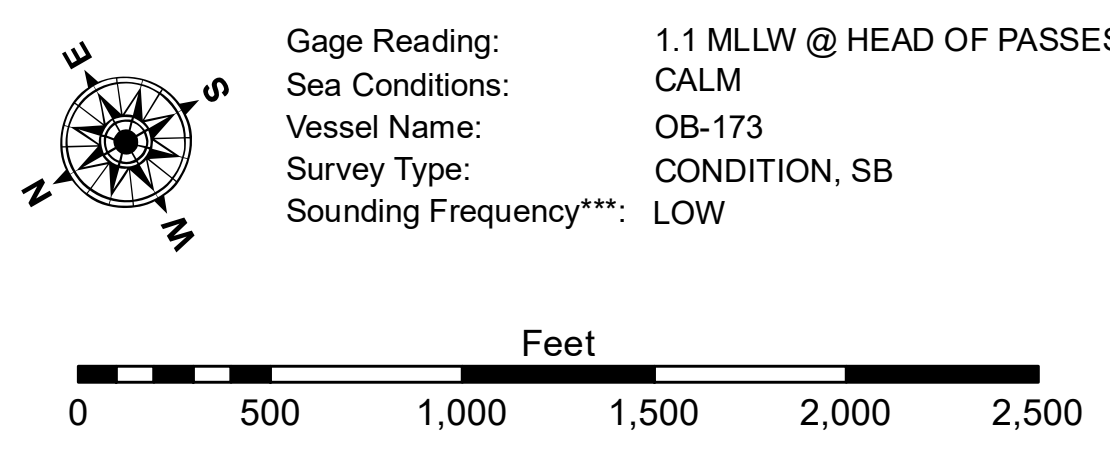 E
S
N
W
Gage Reading: 1.1 MLLW @ HEAD OF PASSES
Sea Conditions: CALM
Vessel Name: OB-173
Survey Type: CONDITION, SB
Sounding Frequency***: LOW
Feet
0 500 1,000 1,500 2,000 2,500